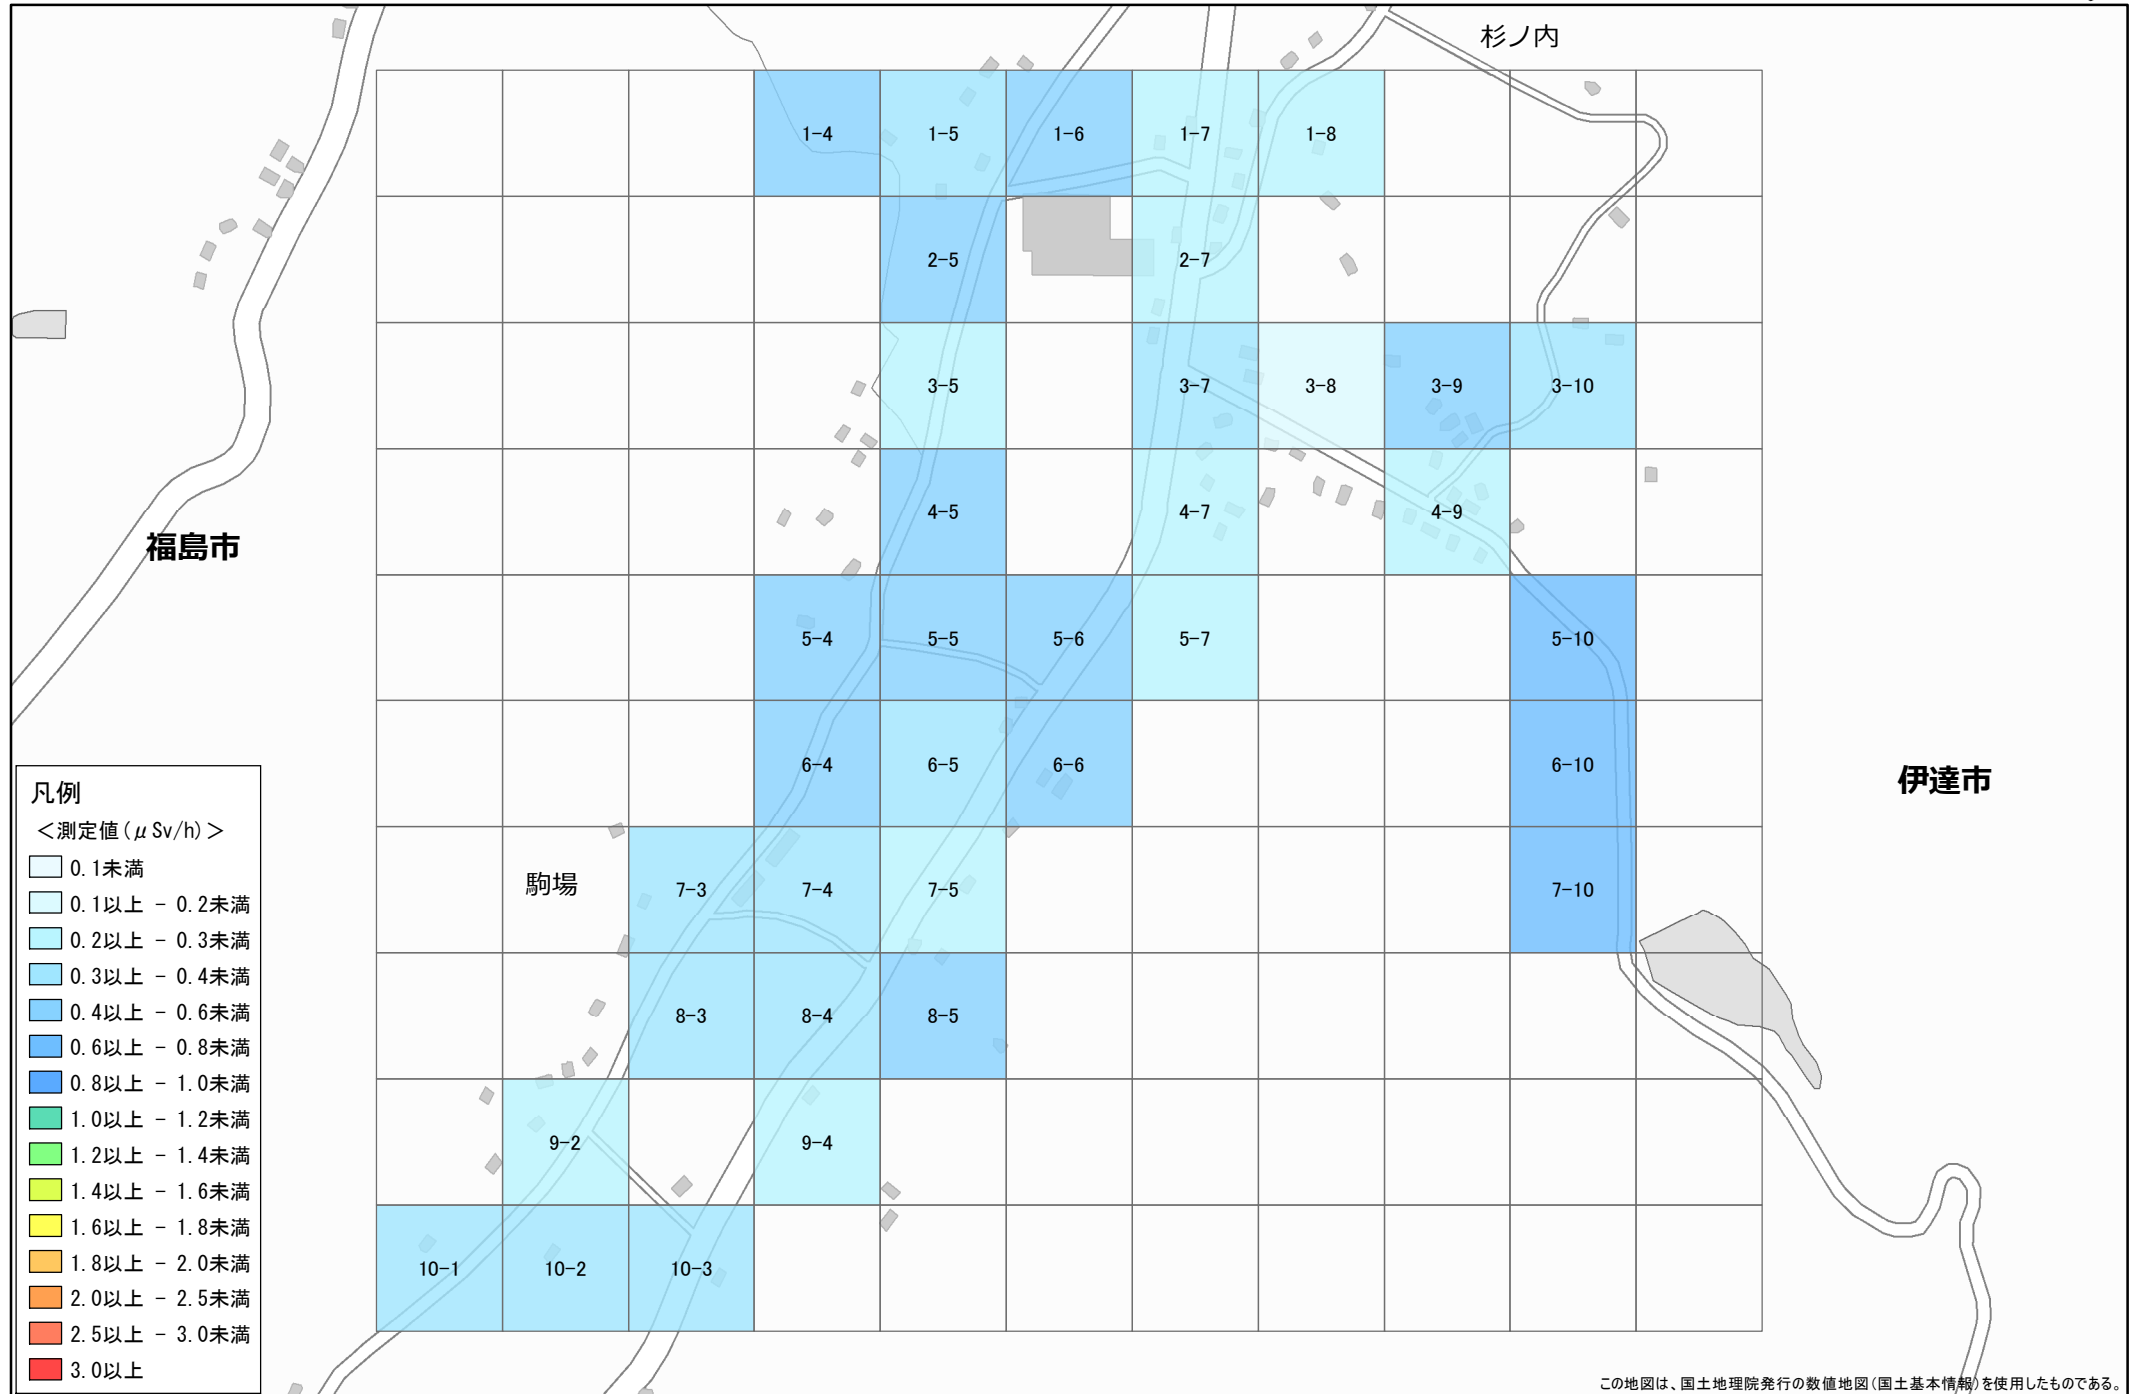 杉ノ内
1-4 1-5 1-6 1-7 1-8
2-5 2-7
3-5 3-7 3-8 3-9 3-10
4-5 4-7 4-9
福島市
5-4 5-5 5-6 5-7 5-10
6-4 6-5 6-6 6-10
伊達市
駒場
7-3 7-4 7-5 7-10
8-3 8-4 8-5
9-2 9-4
10-1 10-2 10-3
凡例
＜測定値(μSv/h)＞
0.1未満
0.1以上 - 0.2未満
0.2以上 - 0.3未満
0.3以上 - 0.4未満
0.4以上 - 0.6未満
0.6以上 - 0.8未満
0.8以上 - 1.0未満
1.0以上 - 1.2未満
1.2以上 - 1.4未満
1.4以上 - 1.6未満
1.6以上 - 1.8未満
1.8以上 - 2.0未満
2.0以上 - 2.5未満
2.5以上 - 3.0未満
3.0以上
この地図は、国土地理院発行の数値地図(国土基本情報)を使用したものである。